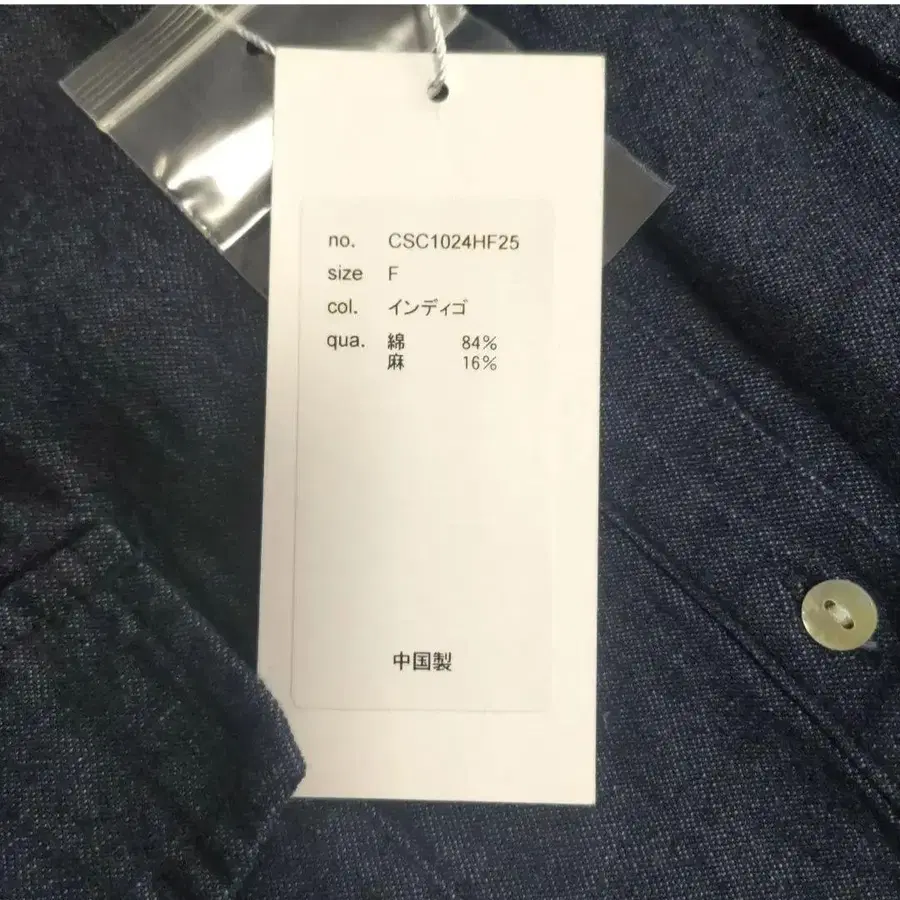 no. CSC1024HF25
size F
col. インディゴ
qua. 綿 84%
麻 16%
中国製